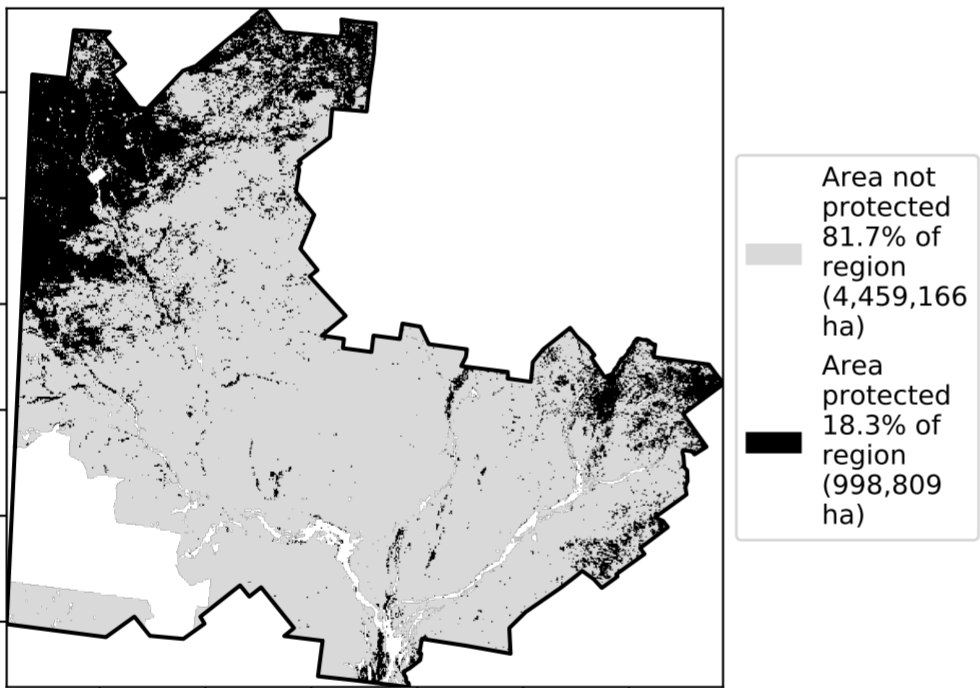 Area not
protected
81.7% of
region
(4,459,166
ha)
Area
protected
18.3% of
region
(998,809
ha)